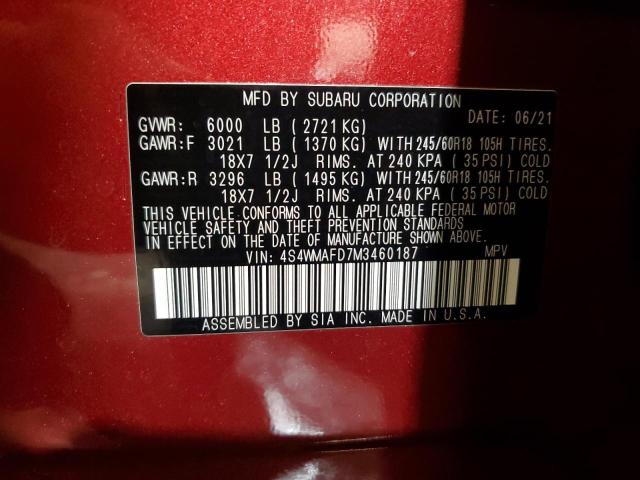 MFD BY SUBARU CORPORATION DATE: 06/21
GVWR: 6000 LB (2721 KG)
GAWR:F 3021 LB (1370 KG) WITH 245/60R18 105H TIRES.
18X7 1/2J RIMS. AT 240 KPA (35 PSI) COLD
GAWR:R 3296 LB (1495 KG) WITH 245/60R18 105H TIRES.
18X7 1/2J RIMS. AT 240 KPA (35 PSI) COLD
THIS VEHICLE CONFORMS TO ALL APPLICABLE FEDERAL MOTOR
VEHICLE SAFETY AND THEFT PREVENTION STANDARDS
IN EFFECT ON THE DATE OF MANUFACTURE SHOWN ABOVE.
VIN: 4S4WMAFD7M3460187 MPV
ASSEMBLED BY SIA INC. MADE IN U.S.A.